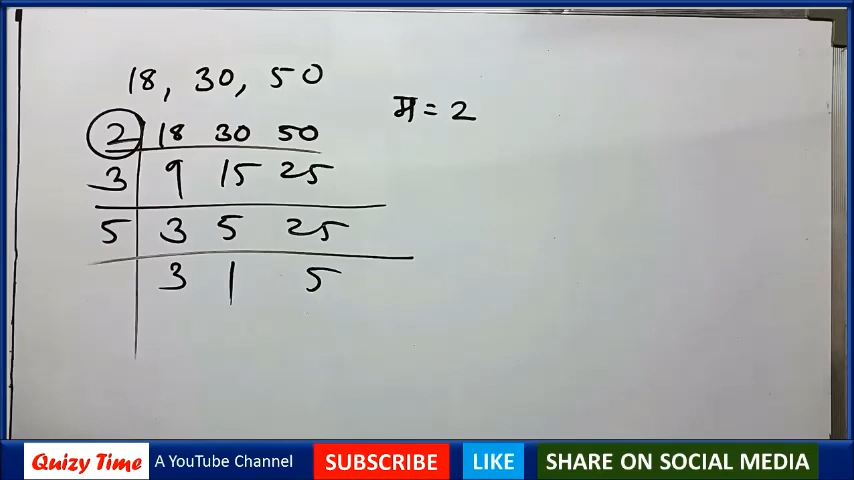 18, 30, 50
म = 2
2 18 30 50
3 9 15 25
5 3 5 25
3 1 5
Quizy Time A YouTube Channel SUBSCRIBE LIKE SHARE ON SOCIAL MEDIA